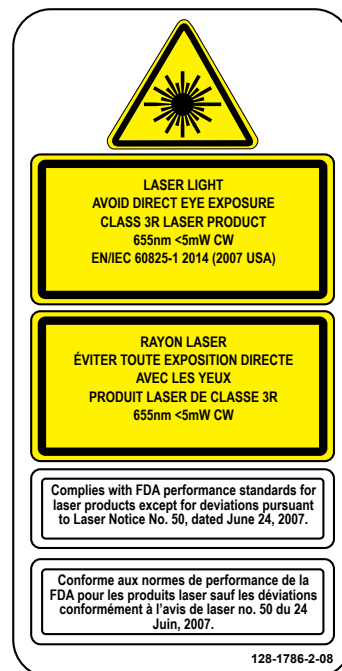 LASER LIGHT
AVOID DIRECT EYE EXPOSURE
CLASS 3R LASER PRODUCT
655nm <5mW CW
EN/IEC 60825-1 2014 (2007 USA)
RAYON LASER
ÉVITER TOUTE EXPOSITION DIRECTE
AVEC LES YEUX
PRODUIT LASER DE CLASSE 3R
655nm <5mW CW
Complies with FDA performance standards for
laser products except for deviations pursuant
to Laser Notice No. 50, dated June 24, 2007.
Conforme aux normes de performance de la
FDA pour les produits laser sauf les déviations
conformément à l’avis de laser no. 50 du 24
Juin, 2007.
128-1786-2-08